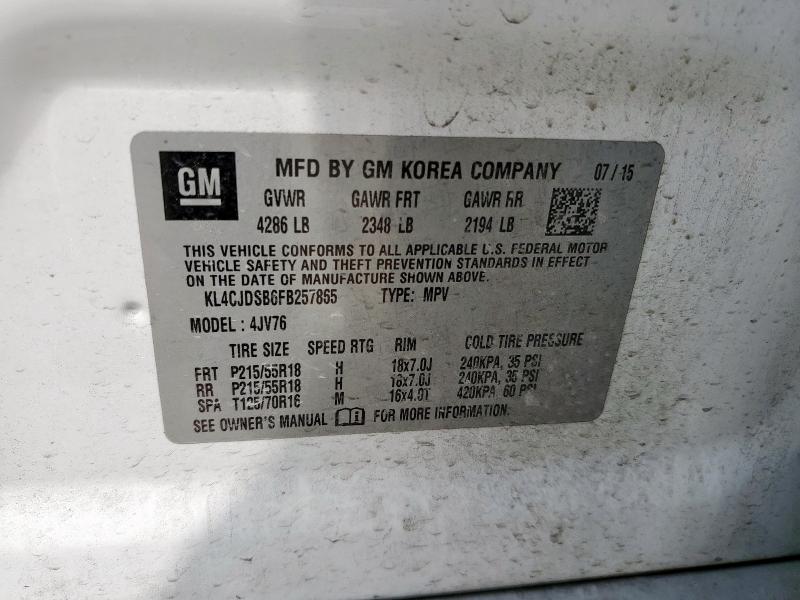 GM
MFD BY GM KOREA COMPANY 07/15
GVWR GAWR FRT GAWR RR
4286 LB 2348 LB 2194 LB
THIS VEHICLE CONFORMS TO ALL APPLICABLE U.S. FEDERAL MOTOR
VEHICLE SAFETY AND THEFT PREVENTION STANDARDS IN EFFECT
ON THE DATE OF MANUFACTURE SHOWN ABOVE.
KL4CJDSB6FB257865 TYPE: MPV
MODEL : 4JV76
TIRE SIZE SPEED RTG RIM COLD TIRE PRESSURE
FRT P215/55R18 H 18x7.0J 240KPA, 35 PSI
RR P215/55R18 H 18x7.0J 240KPA, 35 PSI
SPA T125/70R16 M 16x4.0T 420KPA, 60 PSI
SEE OWNER'S MANUAL FOR MORE INFORMATION.